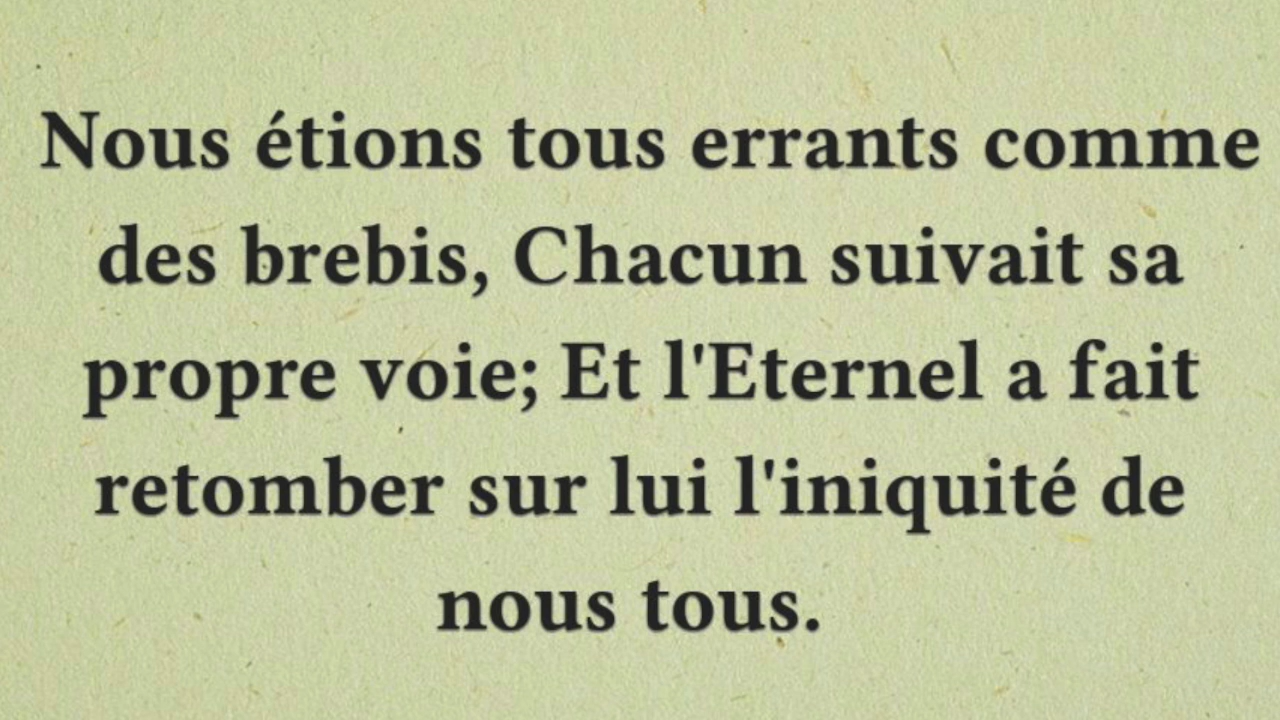 Nous étions tous errants comme
des brebis, Chacun suivait sa
propre voie; Et l'Eternel a fait
retomber sur lui l'iniquité de
nous tous.